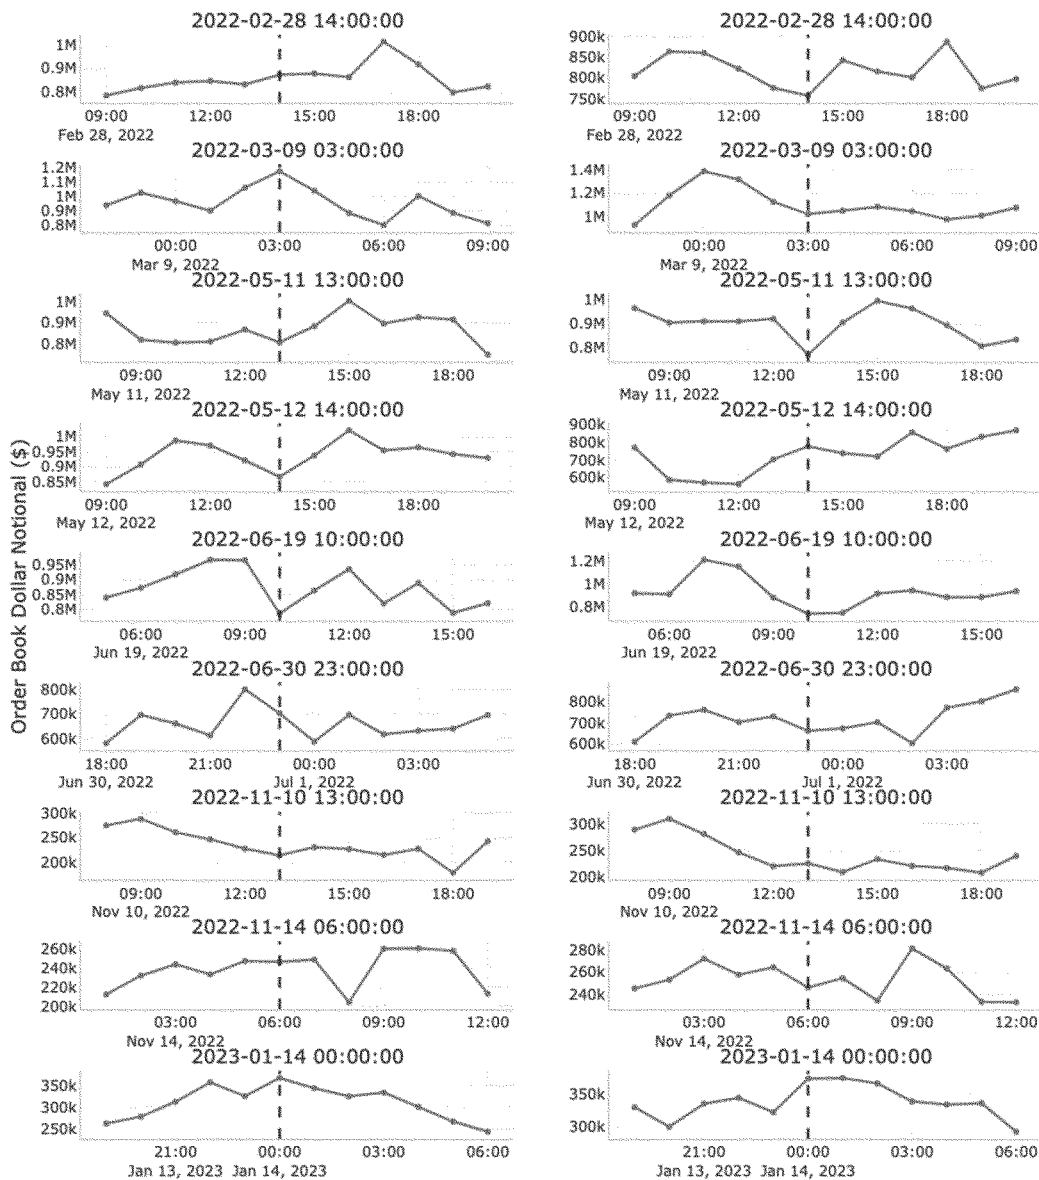 Order Book Dollar Notional ($)
2022-02-28 14:00:00
1M
0.9M
0.8M
09:00 12:00 15:00 18:00
Feb 28, 2022
2022-02-28 14:00:00
900k
850k
800k
750k
09:00 12:00 15:00 18:00
Feb 28, 2022
2022-03-09 03:00:00
1.2M
1.1M
1M
0.9M
0.8M
00:00 03:00 06:00 09:00
Mar 9, 2022
2022-03-09 03:00:00
1.4M
1.2M
1M
00:00 03:00 06:00 09:00
Mar 9, 2022
2022-05-11 13:00:00
1M
0.9M
0.8M
09:00 12:00 15:00 18:00
May 11, 2022
2022-05-11 13:00:00
1M
0.9M
0.8M
09:00 12:00 15:00 18:00
May 11, 2022
2022-05-12 14:00:00
1M
0.95M
0.9M
0.85M
09:00 12:00 15:00 18:00
May 12, 2022
2022-05-12 14:00:00
900k
800k
700k
600k
09:00 12:00 15:00 18:00
May 12, 2022
2022-06-19 10:00:00
0.95M
0.9M
0.85M
0.8M
06:00 09:00 12:00 15:00
Jun 19, 2022
2022-06-19 10:00:00
1.2M
1M
0.8M
06:00 09:00 12:00 15:00
Jun 19, 2022
2022-06-30 23:00:00
800k
700k
600k
18:00 21:00 00:00 03:00
Jun 30, 2022 Jul 1, 2022
2022-06-30 23:00:00
800k
700k
600k
18:00 21:00 00:00 03:00
Jun 30, 2022 Jul 1, 2022
2022-11-10 13:00:00
300k
250k
200k
09:00 12:00 15:00 18:00
Nov 10, 2022
2022-11-10 13:00:00
300k
250k
200k
09:00 12:00 15:00 18:00
Nov 10, 2022
2022-11-14 06:00:00
260k
240k
220k
200k
03:00 06:00 09:00 12:00
Nov 14, 2022
2022-11-14 06:00:00
280k
260k
240k
03:00 06:00 09:00 12:00
Nov 14, 2022
2023-01-14 00:00:00
350k
300k
250k
21:00 00:00 03:00 06:00
Jan 13, 2023 Jan 14, 2023
2023-01-14 00:00:00
350k
300k
21:00 00:00 03:00 06:00
Jan 13, 2023 Jan 14, 2023